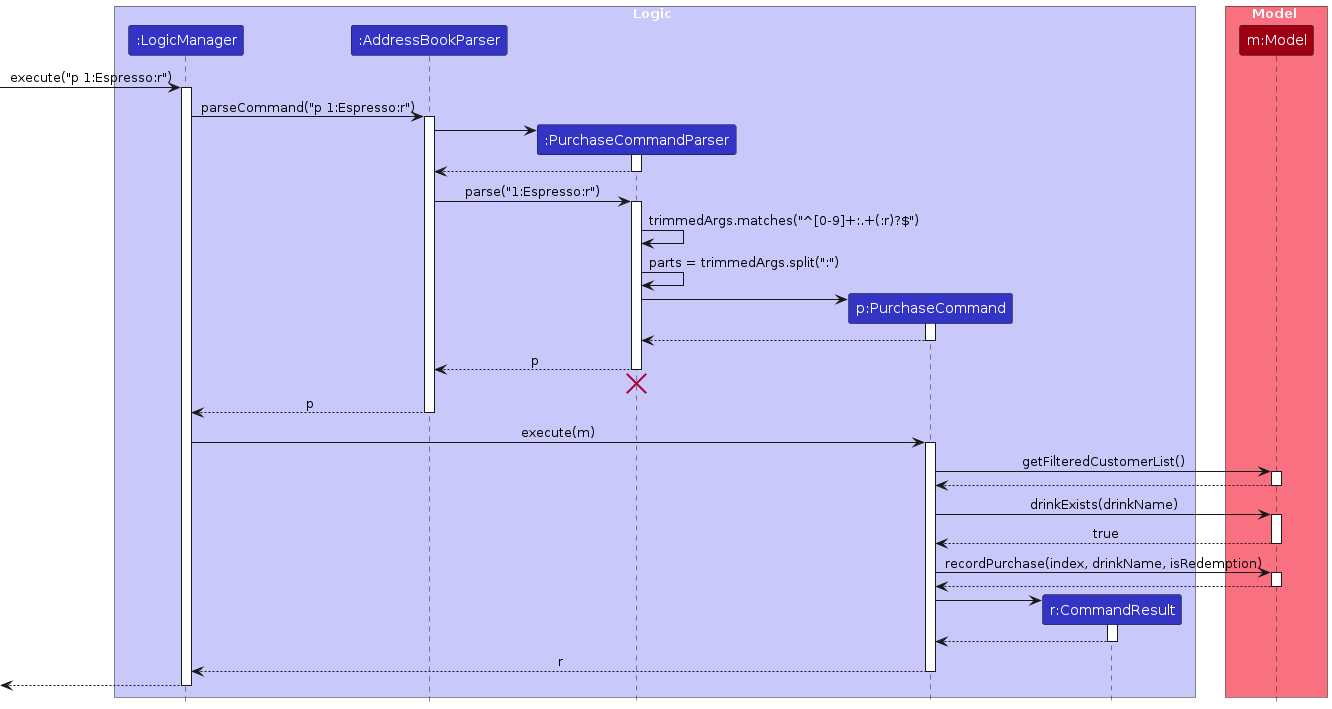 Logic
Model
:LogicManager
:AddressBookParser
m:Model
execute("p 1:Espresso:r")
parseCommand("p 1:Espresso:r")
:PurchaseCommandParser
parse("1:Espresso:r")
trimmedArgs.matches("^[0-9]+:.+(:r)?$")
parts = trimmedArgs.split(":")
p:PurchaseCommand
p
p
execute(m)
getFilteredCustomerList()
drinkExists(drinkName)
true
recordPurchase(index, drinkName, isRedemption)
r:CommandResult
r